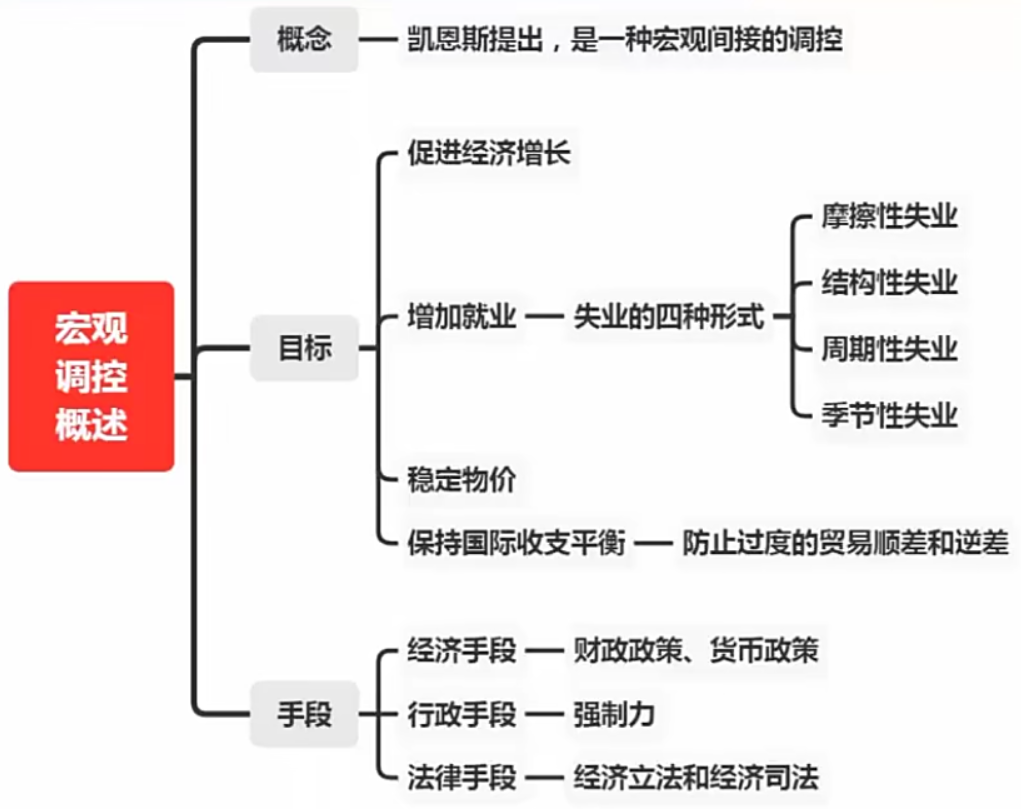 宏观
调控
概述
概念
凯恩斯提出，是一种宏观间接的调控
目标
促进经济增长
增加就业
失业的四种形式
摩擦性失业
结构性失业
周期性失业
季节性失业
稳定物价
保持国际收支平衡
防止过度的贸易顺差和逆差
手段
经济手段
财政政策、货币政策
行政手段
强制力
法律手段
经济立法和经济司法